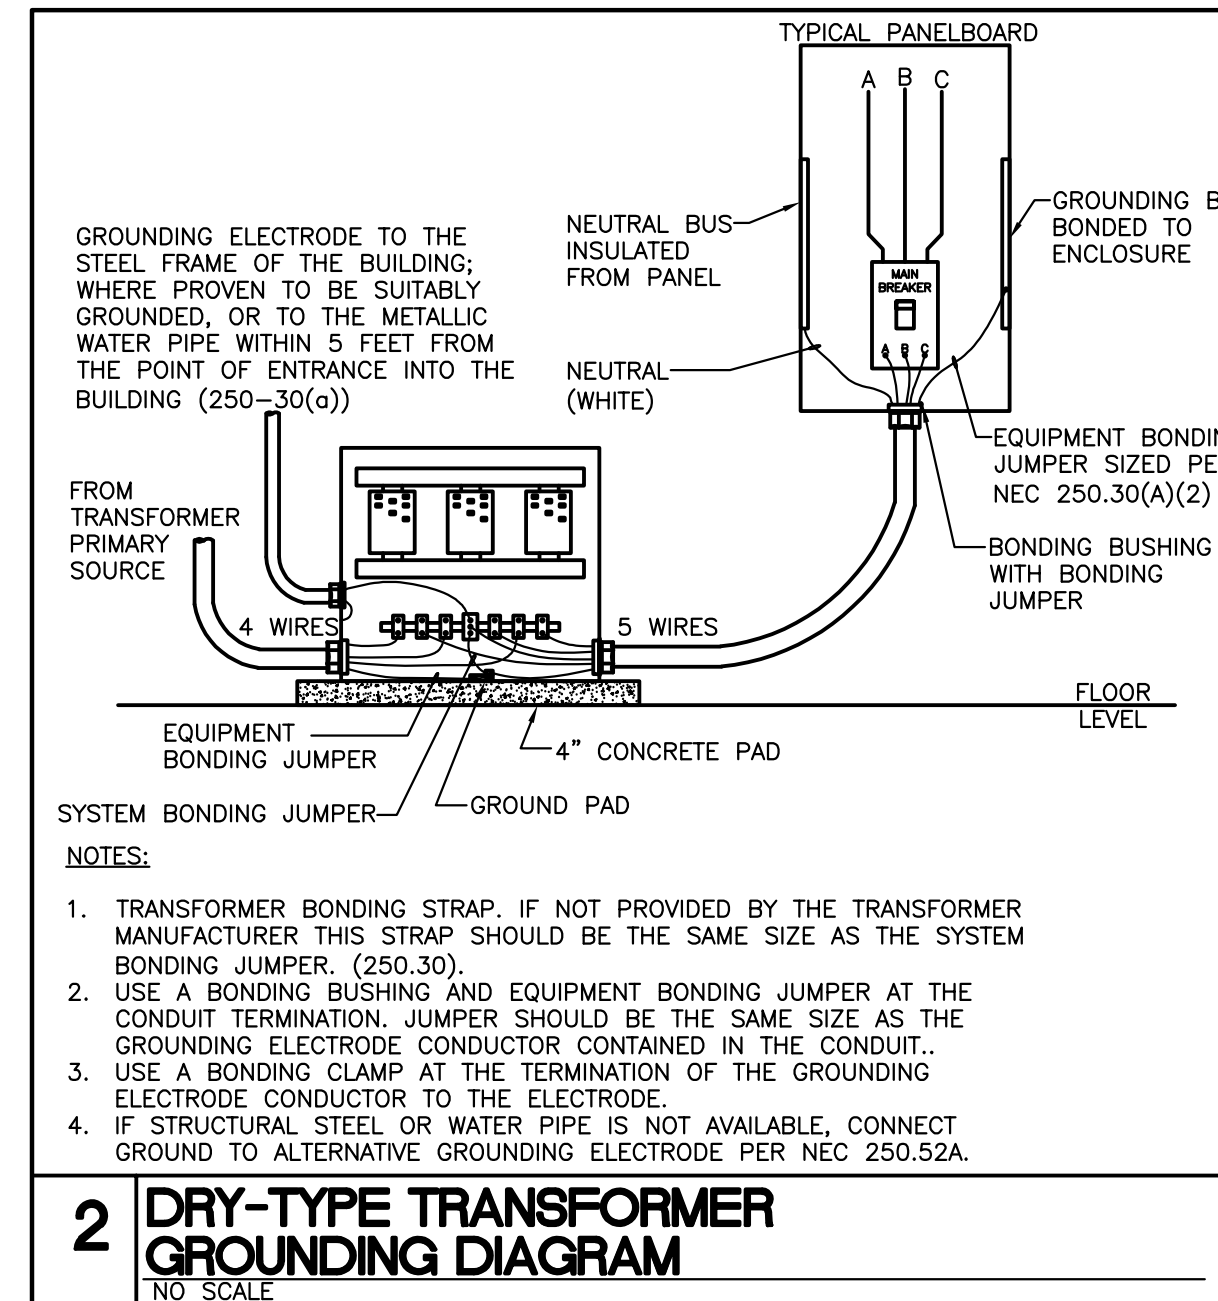 TYPICAL PANELBOARD
A B C
GROUNDING
BONDED TO
ENCLOSURE
NEUTRAL BUS
INSULATED
FROM PANEL
MAIN
BREAKER
A B C
GROUNDING ELECTRODE TO THE
STEEL FRAME OF THE BUILDING;
WHERE PROVEN TO BE SUITABLY
GROUNDED, OR TO THE METALLIC
WATER PIPE WITHIN 5 FEET FROM
THE POINT OF ENTRANCE INTO THE
BUILDING (250-30(a))
NEUTRAL
(WHITE)
EQUIPMENT
JUMPER SIZED
NEC 250.30(A)(2)
FROM
TRANSFORMER
PRIMARY
SOURCE
BONDING BUSHING
WITH BONDING
JUMPER
4 WIRES
5 WIRES
FLOOR
LEVEL
EQUIPMENT
BONDING JUMPER
4” CONCRETE PAD
SYSTEM BONDING JUMPER
GROUND PAD
NOTES:
1. TRANSFORMER BONDING STRAP. IF NOT PROVIDED BY THE TRANSFORMER
MANUFACTURER THIS STRAP SHOULD BE THE SAME SIZE AS THE SYSTEM
BONDING JUMPER. (250.30).
2. USE A BONDING BUSHING AND EQUIPMENT BONDING JUMPER AT THE
CONDUIT TERMINATION. JUMPER SHOULD BE THE SAME SIZE AS THE
GROUNDING ELECTRODE CONDUCTOR CONTAINED IN THE CONDUIT..
3. USE A BONDING CLAMP AT THE TERMINATION OF THE GROUNDING
ELECTRODE CONDUCTOR TO THE ELECTRODE.
4. IF STRUCTURAL STEEL OR WATER PIPE IS NOT AVAILABLE, CONNECT
GROUND TO ALTERNATIVE GROUNDING ELECTRODE PER NEC 250.52A.
2
DRY-TYPE TRANSFORMER
GROUNDING DIAGRAM
NO SCALE